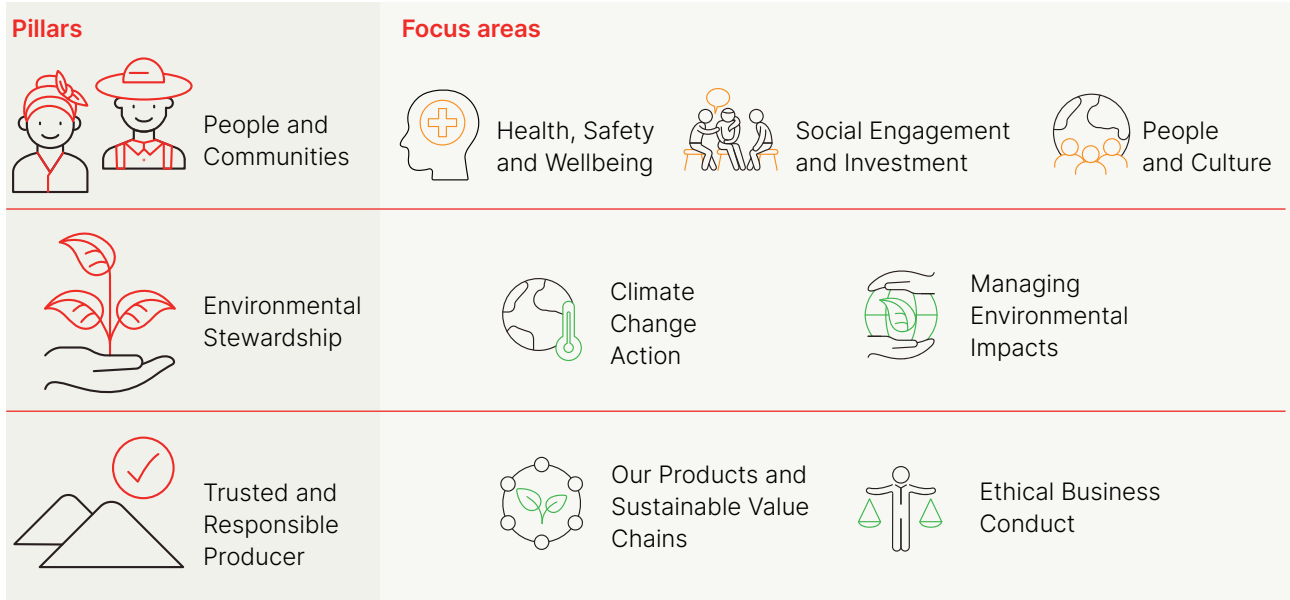 Pillars
Focus areas
People and
Communities
Health, Safety
and Wellbeing
Social Engagement
and Investment
People
and Culture
Environmental
Stewardship
Climate
Change
Action
Managing
Environmental
Impacts
Trusted and
Responsible
Producer
Our Products and
Sustainable Value
Chains
Ethical Business
Conduct